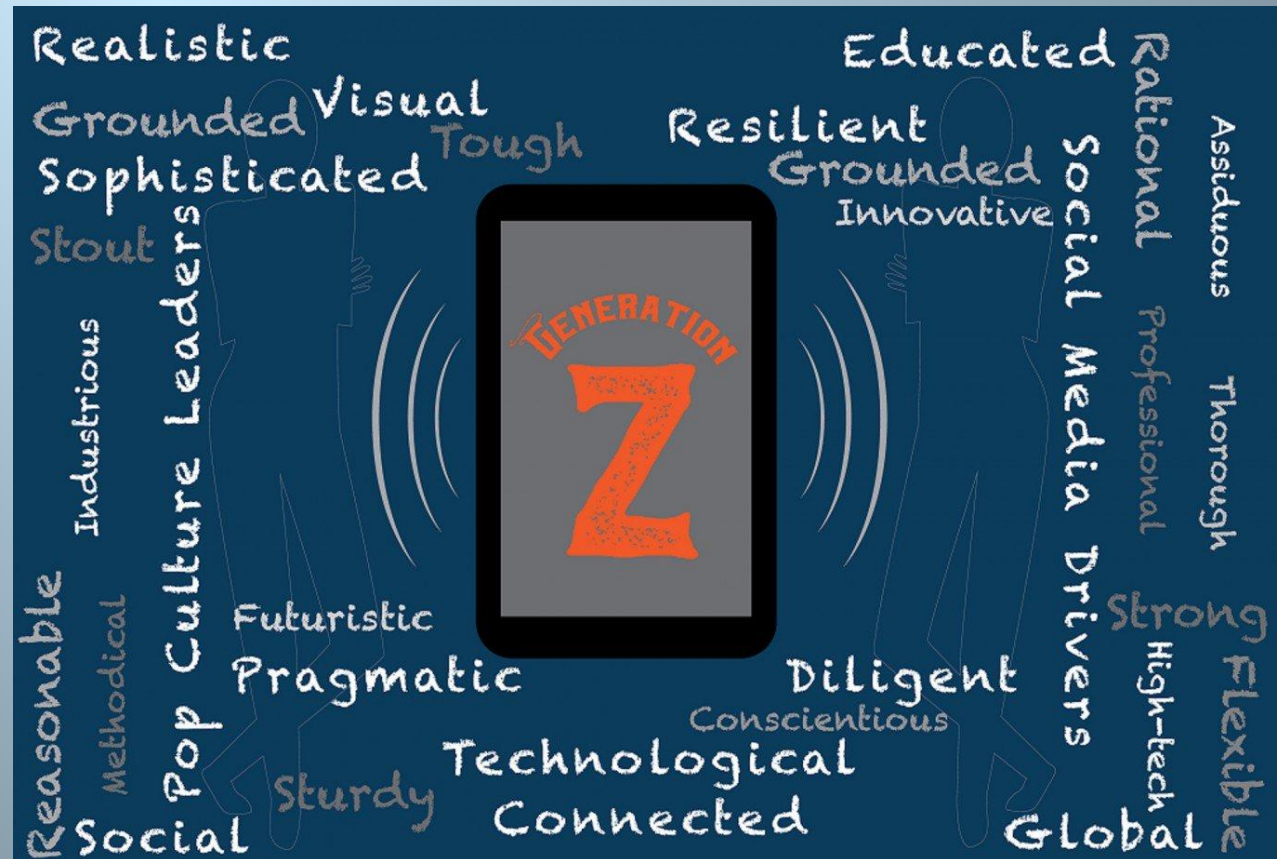 Realistic
Visual
Grounded
Tough
Sophisticated
Stout
Pop Culture Leaders
Industrious
Reasonable
Methodical
Futuristic
Pragmatic
Sturdy
Social
GENERATION
Z
Technological
Connected
Educated
Resilient
Grounded
Innovative
Social Media Drivers
Rational
Assiduous
Professional
Thorough
Strong
High-tech
Flexible
Diligent
Conscientious
Global